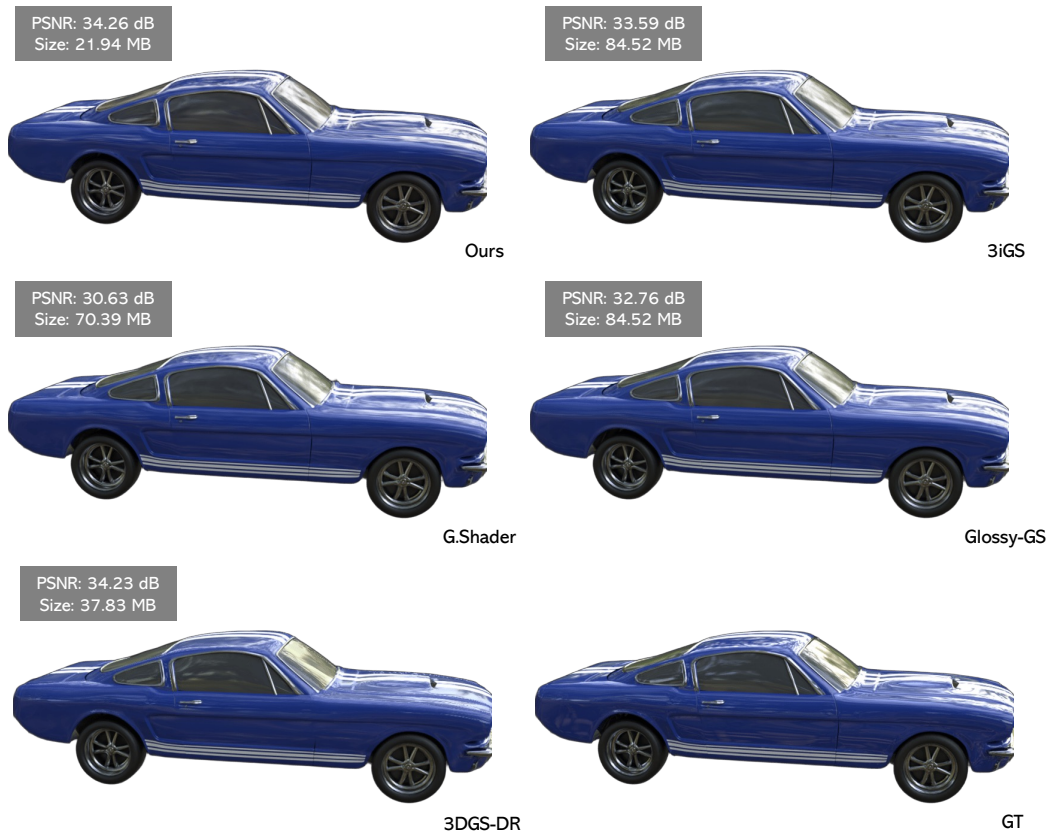 PSNR: 34.26 dB
Size: 21.94 MB
Ours
PSNR: 33.59 dB
Size: 84.52 MB
3iGS
PSNR: 30.63 dB
Size: 70.39 MB
G.Shader
PSNR: 32.76 dB
Size: 84.52 MB
Glossy-GS
PSNR: 34.23 dB
Size: 37.83 MB
3DGS-DR
GT